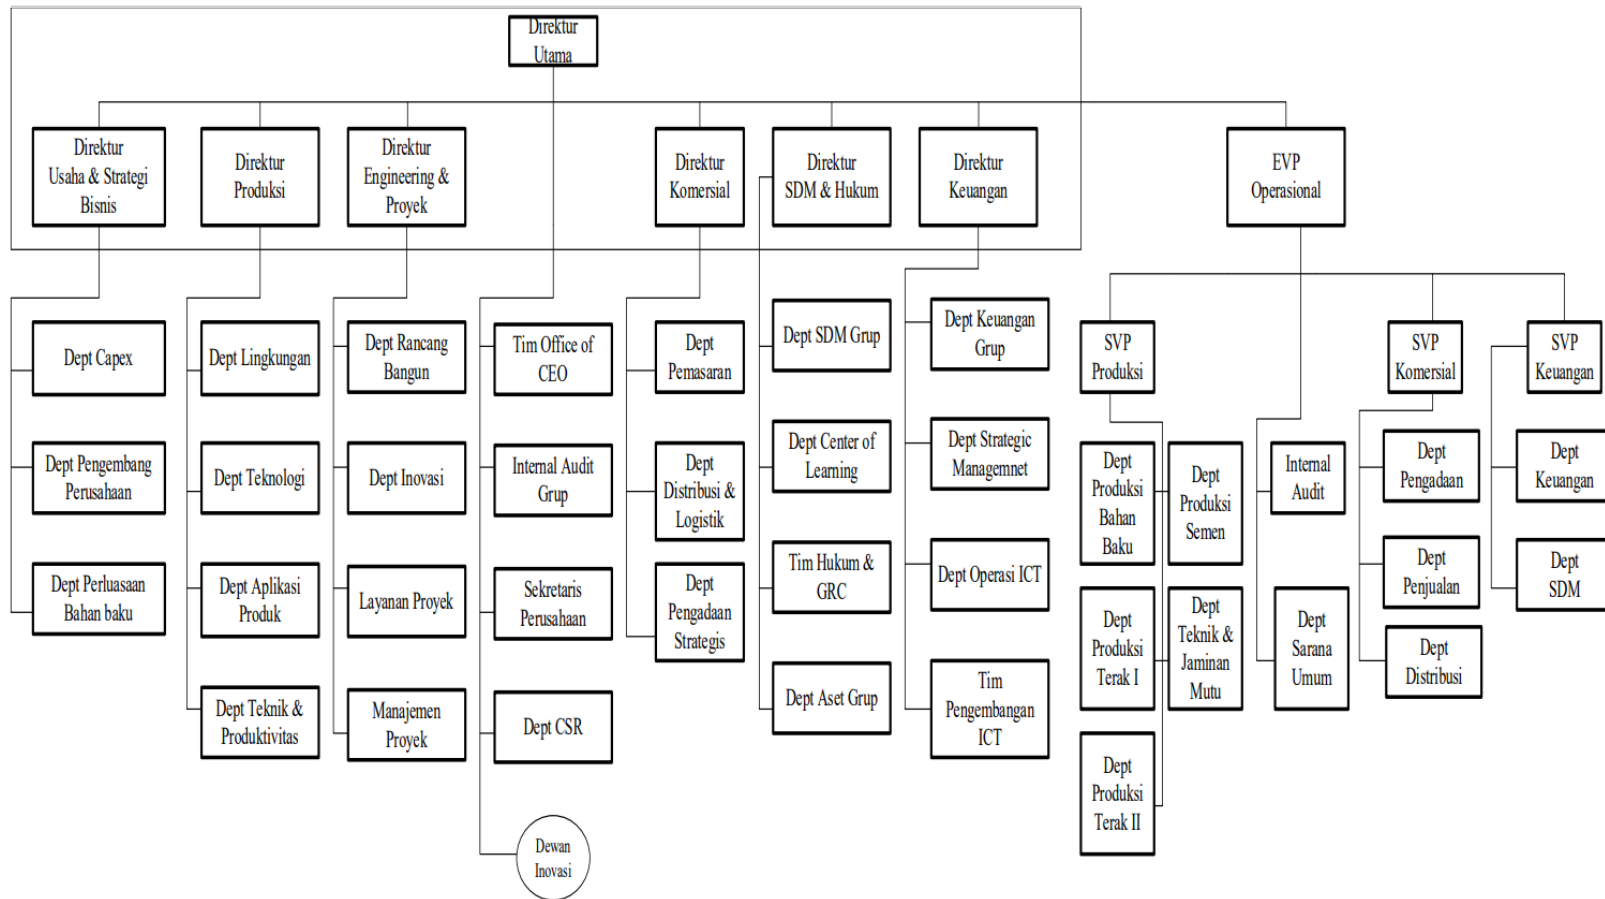 Direktur
Utama
Direktur
Usaha & Strategi
Bisnis
Direktur
Produksi
Direktur
Engineering &
Proyek
Direktur
Komersial
Direktur
SDM & Hukum
Direktur
Keuangan
EVP
Operasional
Dept Capex
Dept Pengembang
Perusahaan
Dept Perluasaan
Bahan baku
Dept Lingkungan
Dept Teknologi
Dept Aplikasi
Produk
Dept Teknik &
Produktivitas
Dept Rancang
Bangun
Dept Inovasi
Layanan Proyek
Manajemen
Proyek
Tim Office of
CEO
Internal Audit
Grup
Sekretaris
Perusahaan
Dept CSR
Dewan
Inovasi
Dept
Pemasaran
Dept
Distribusi &
Logistik
Dept
Pengadaan
Strategis
Dept SDM Grup
Dept Center of
Learning
Tim Hukum &
GRC
Dept Aset Grup
Dept Keuangan
Grup
Dept Strategic
Managemnet
Dept Operasi ICT
Tim
Pengembangan
ICT
SVP
Produksi
Dept
Produksi
Bahan
Baku
Dept
Produksi
Semen
Dept
Produksi
Terak I
Dept
Teknik &
Jaminan
Mutu
Dept
Produksi
Terak II
Internal
Audit
Dept
Sarana
Umum
SVP
Komersial
Dept
Pengadaan
Dept
Penjualan
Dept
Distribusi
SVP
Keuangan
Dept
Keuangan
Dept
SDM